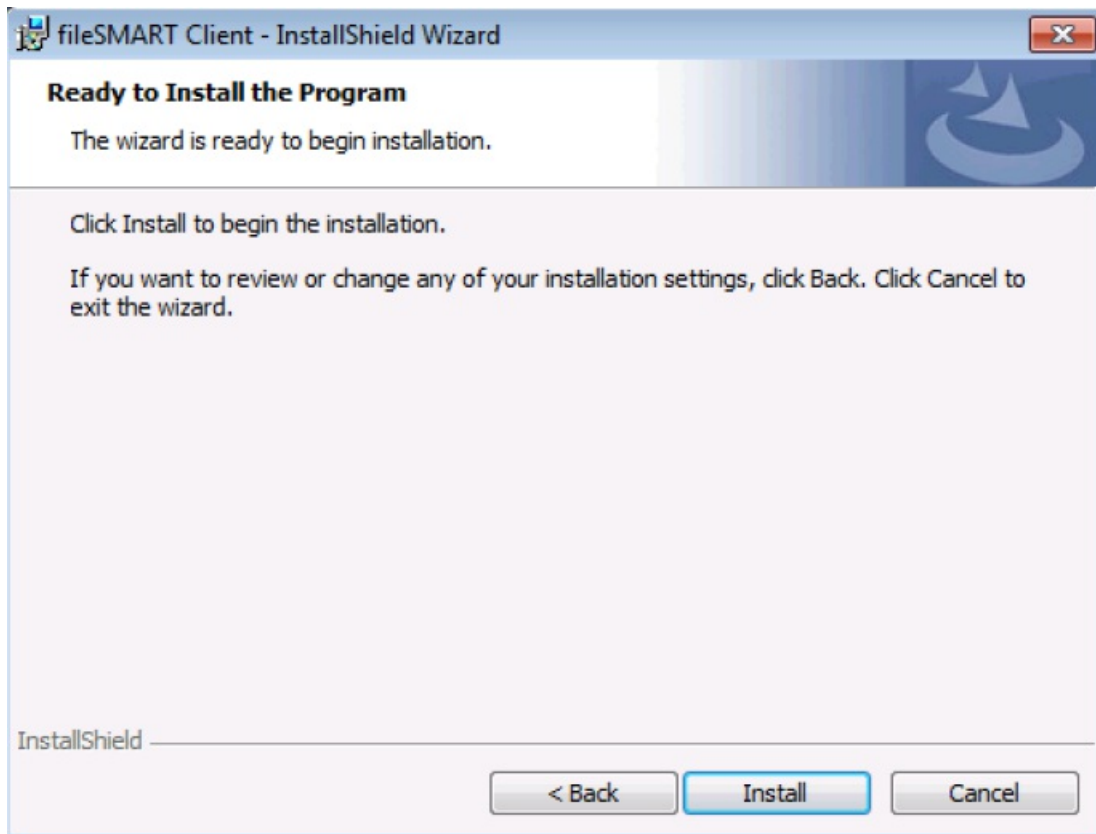 fileSMART Client - InstallShield Wizard
Ready to Install the Program
The wizard is ready to begin installation.
Click Install to begin the installation.
If you want to review or change any of your installation settings, click Back. Click Cancel to
exit the wizard.
InstallShield
< Back
Install
Cancel